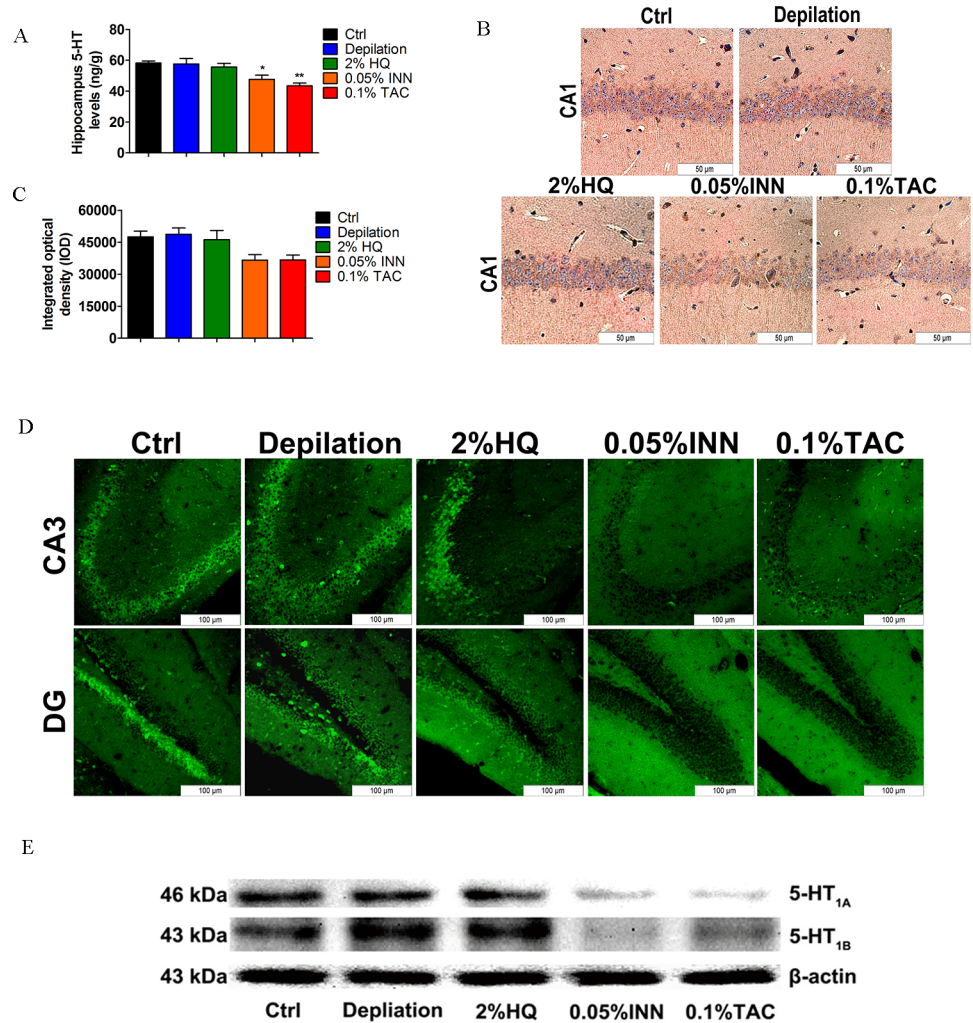 A
Hippocampus 5-HT
levels (ng/g)
80
60
40
20
0
*
**
Ctrl
Depilation
2% HQ
0.05% INN
0.1% TAC
B
Ctrl
Depilation
CA1
50 µm
50 µm
2%HQ
0.05%INN
0.1%TAC
CA1
50 µm
50 µm
50 µm
C
Integrated optical
density (IOD)
60000
45000
30000
15000
0
Ctrl
Depilation
2% HQ
0.05% INN
0.1% TAC
D
Ctrl
Depilation
2%HQ
0.05%INN
0.1%TAC
CA3
100 µm
100 µm
100 µm
100 µm
100 µm
DG
100 µm
100 µm
100 µm
100 µm
100 µm
E
46 kDa
5-HT1A
43 kDa
5-HT1B
43 kDa
β-actin
Ctrl
Depliation
2%HQ
0.05%INN
0.1%TAC